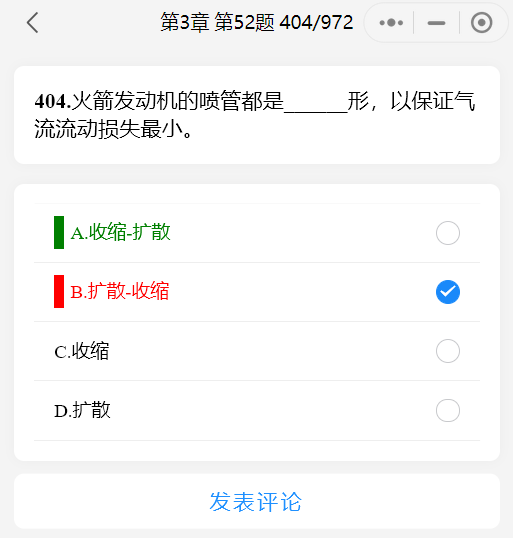 第3章 第52题 404/972
404.火箭发动机的喷管都是______形，以保证气
流流动损失最小。
A.收缩-扩散
B.扩散-收缩
C.收缩
D.扩散
发表评论